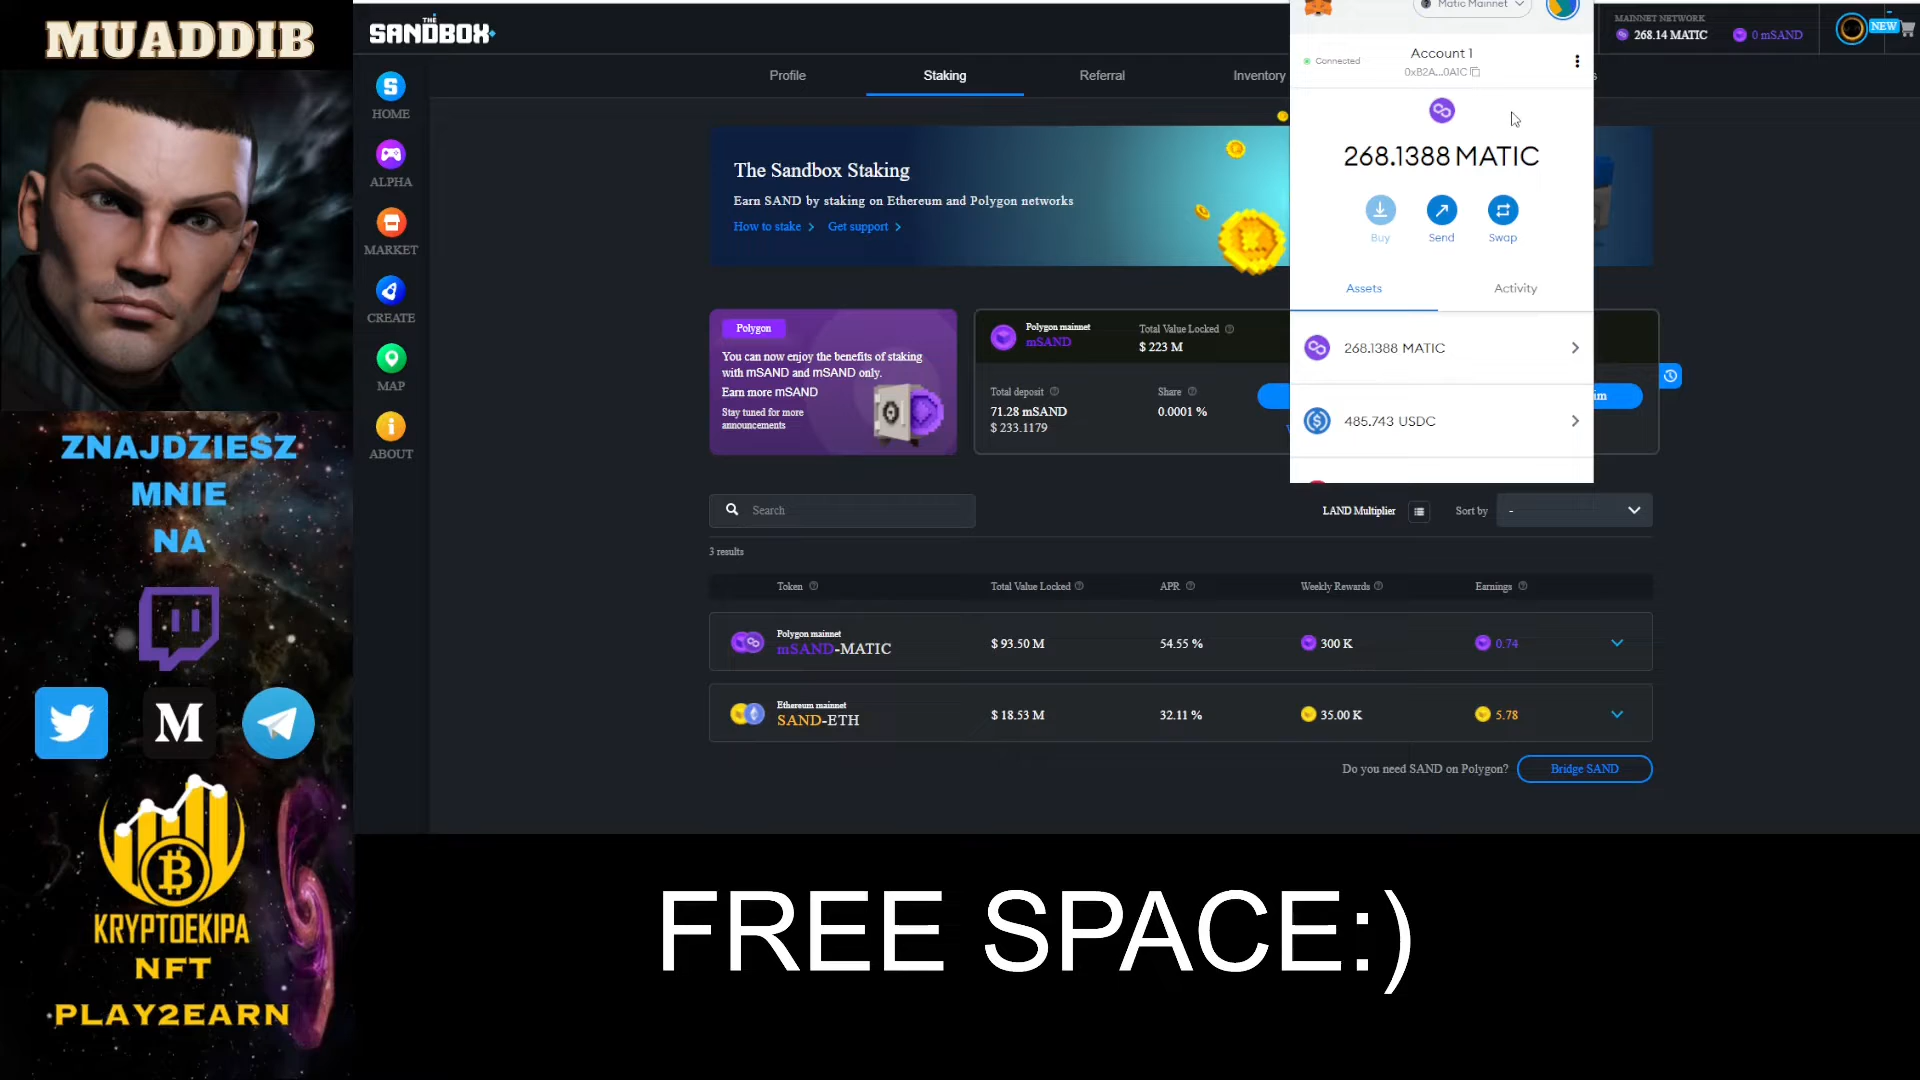 MUADDIB
ZNAJDZIESZ
MNIE
NA
M
KRYPTOEKIPA
NFT
PLAY2EARN
THE
SANDBOX
HOME
ALPHA
MARKET
CREATE
MAP
ABOUT
Profile
Staking
Referral
Inventory
MAINNET NETWORK
268.14 MATIC
0 mSAND
NEW
The Sandbox Staking
Earn SAND by staking on Ethereum and Polygon networks
How to stake
Get support
Polygon
You can now enjoy the benefits of staking
with mSAND and mSAND only.
Earn more mSAND
Stay tuned for more
announcements
Polygon mainnet
mSAND
Total Value Locked
$ 223 M
Total deposit
71.28 mSAND
$ 233.1179
Share
0.0001 %
Matic Mainnet
Connected
Account 1
0xB2A...0A1C
268.1388 MATIC
Buy
Send
Swap
Assets
Activity
268.1388 MATIC
485.743 USDC
Search
LAND Multiplier
Sort by
-
3 results
Token
Total Value Locked
APR
Weekly Rewards
Earnings
Polygon mainnet
mSAND-MATIC
$ 93.50 M
54.55 %
300 K
0.74
Ethereum mainnet
SAND-ETH
$ 18.53 M
32.11 %
35.00 K
5.78
Do you need SAND on Polygon?
Bridge SAND
FREE SPACE:)